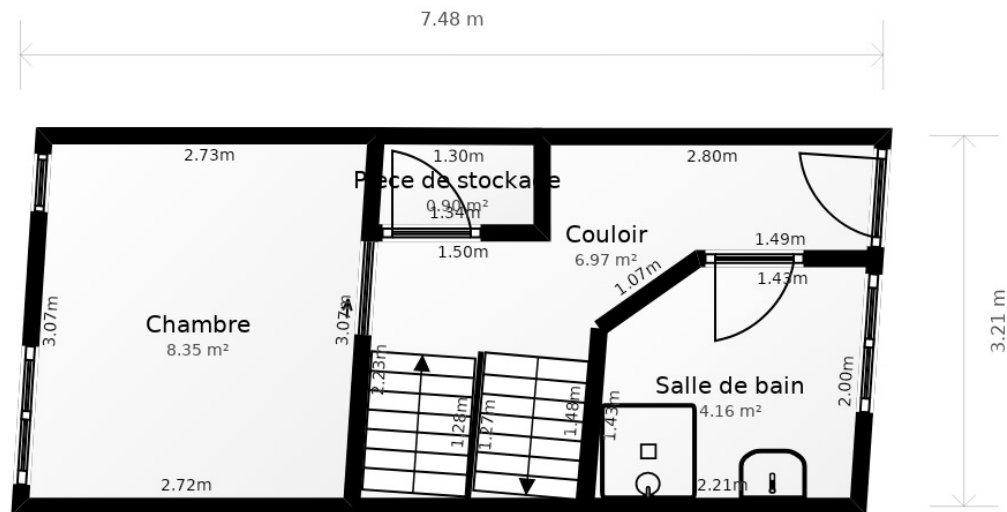 7.48 m
2.73m
1.30m
2.80m
Pièce de stockage
0.90 m²
1.34m
1.50m
Couloir
6.97 m²
1.49m
1.43m
1.07m
3.07m
3.07m
3.21 m
Chambre
8.35 m²
2.23m
1.28m
1.27m
1.48m
1.43m
Salle de bain
4.16 m²
2.00m
2.72m
2.21m